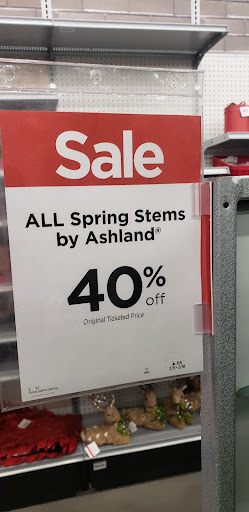 Sale
ALL Spring Stems
by Ashland®
40% off
Original Ticketed Price